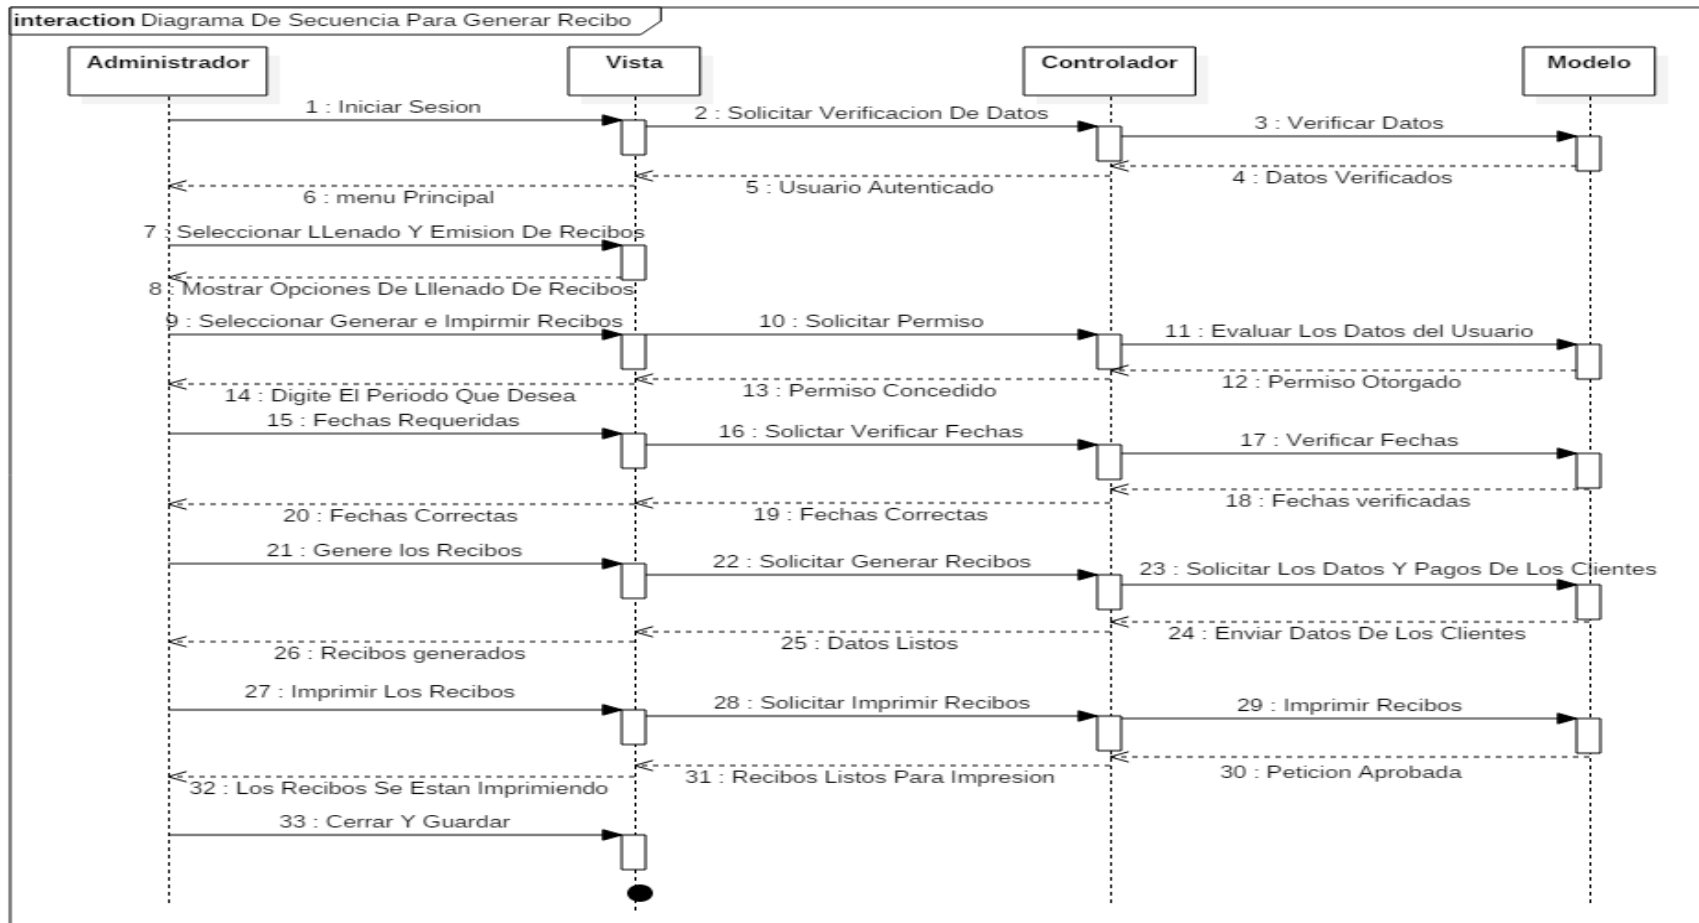 interaction Diagrama De Secuencia Para Generar Recibo
Administrador
Vista
Controlador
Modelo
1 : Iniciar Sesion
2 : Solicitar Verificacion De Datos
3 : Verificar Datos
4 : Datos Verificados
5 : Usuario Autenticado
6 : menu Principal
7 : Seleccionar LLenado Y Emision De Recibos
8 : Mostrar Opciones De Lllenado De Recibos
9 : Seleccionar Generar e Impirmir Recibos
10 : Solicitar Permiso
11 : Evaluar Los Datos del Usuario
12 : Permiso Otorgado
13 : Permiso Concedido
14 : Digite El Periodo Que Desea
15 : Fechas Requeridas
16 : Solictar Verificar Fechas
17 : Verificar Fechas
18 : Fechas verificadas
19 : Fechas Correctas
20 : Fechas Correctas
21 : Genere los Recibos
22 : Solicitar Generar Recibos
23 : Solicitar Los Datos Y Pagos De Los Clientes
24 : Enviar Datos De Los Clientes
25 : Datos Listos
26 : Recibos generados
27 : Imprimir Los Recibos
28 : Solicitar Imprimir Recibos
29 : Imprimir Recibos
30 : Peticion Aprobada
31 : Recibos Listos Para Impresion
32 : Los Recibos Se Estan Imprimiendo
33 : Cerrar Y Guardar